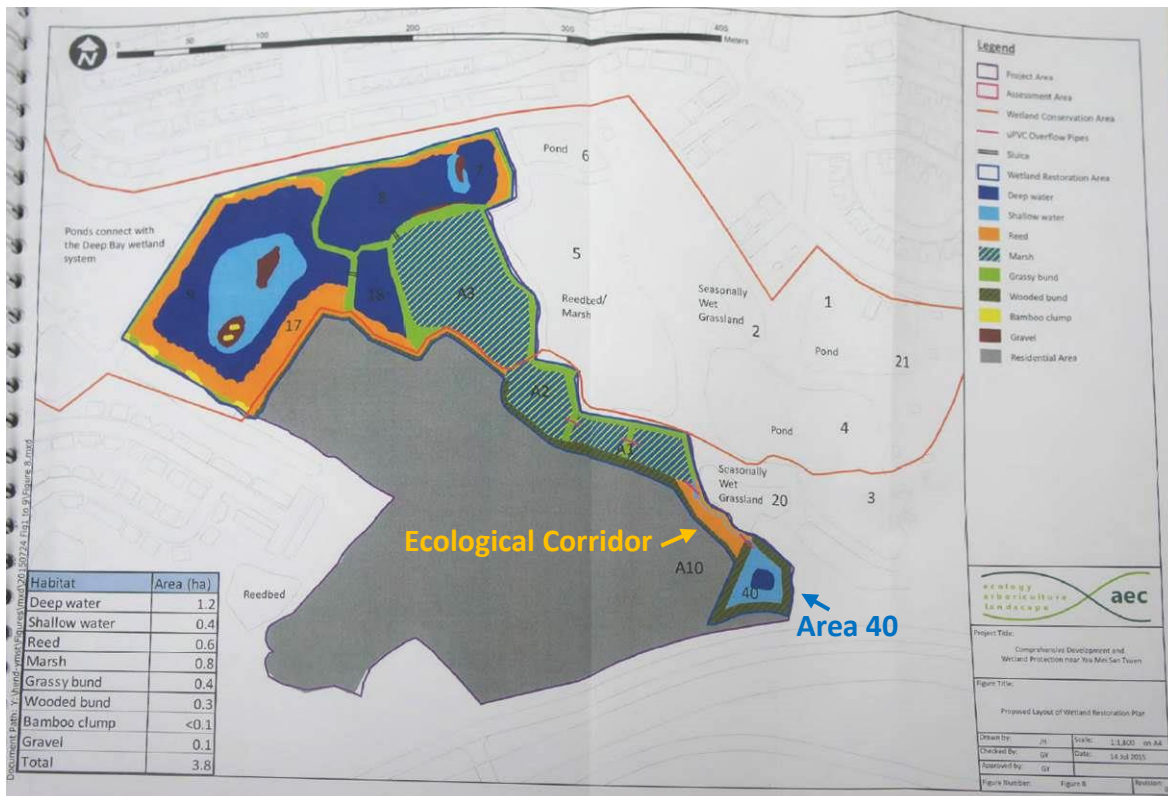 N
0
50
100
200
300
400
Meters
Pond
6
Ponds connect with
the Deep Bay wetland
system
7
8
9
17
18
A3
5
Reedbed/
Marsh
Seasonally
Wet
Grassland
2
1
Pond
21
A2
A1
Pond
4
Seasonally
Wet
Grassland
20
3
Ecological Corridor
A10
40
Area 40
Reedbed
Habitat Area (ha)
Deep water 1.2
Shallow water 0.4
Reed 0.6
Marsh 0.8
Grassy bund 0.4
Wooded bund 0.3
Bamboo clump <0.1
Gravel 0.1
Total 3.8
Legend
Project Area
Assessment Area
Wetland Conservation Area
uPVC Overflow Pipes
Sluice
Wetland Restoration Area
Deep water
Shallow water
Reed
Marsh
Grassy bund
Wooded bund
Bamboo clump
Gravel
Residential Area
ecology
arboriculture
landscape
aec
Project Title:
Comprehensive Development and
Wetland Protection near Yau Mei San Tsuen
Figure Title:
Proposed Layout of Wetland Restoration Plan
Drawn by: JH Scale: 1:1,800 on A4
Checked By: GY Date: 14 Jul 2015
Approved by: GY
Figure Number: Figure 8 Revision: